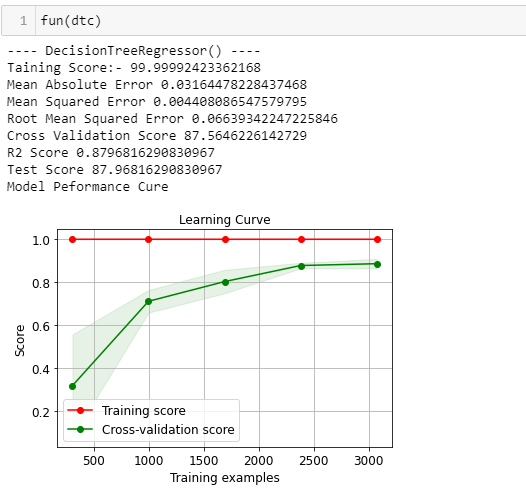 1 fun(dtc)
---- DecisionTreeRegressor() ----
Taining Score:- 99.99992423362168
Mean Absolute Error 0.03164478228437468
Mean Squared Error 0.004408086547579795
Root Mean Squared Error 0.06639342247225846
Cross Validation Score 87.5646226142729
R2 Score 0.8796816290830967
Test Score 87.96816290830967
Model Peformance Cure
Learning Curve
1.0
0.8
0.6
0.4
0.2
Score
Training score
Cross-validation score
500 1000 1500 2000 2500 3000
Training examples